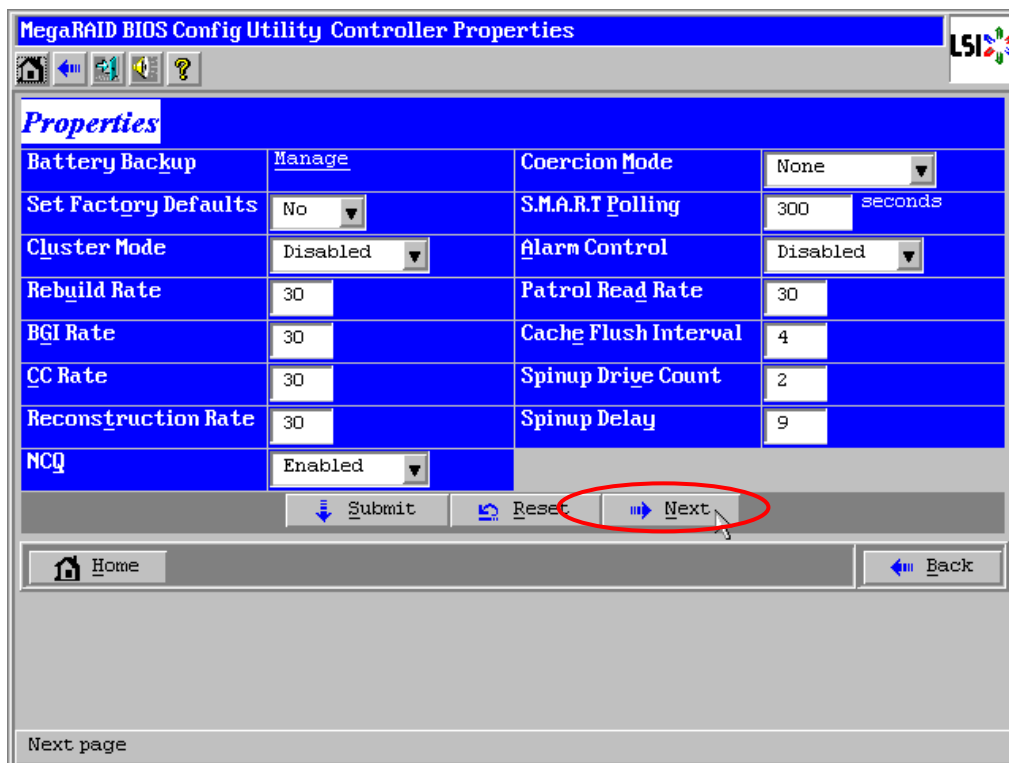 MegaRAID BIOS Config Utility Controller Properties
LSI
Properties
Battery Backup Manage Coercion Mode None
Set Factory Defaults No S.M.A.R.T Polling 300 seconds
Cluster Mode Disabled Alarm Control Disabled
Rebuild Rate 30 Patrol Read Rate 30
BGI Rate 30 Cache Flush Interval 4
CC Rate 30 Spinup Drive Count 2
Reconstruction Rate 30 Spinup Delay 9
NCQ Enabled
Submit Reset Next
Home Back
Next page